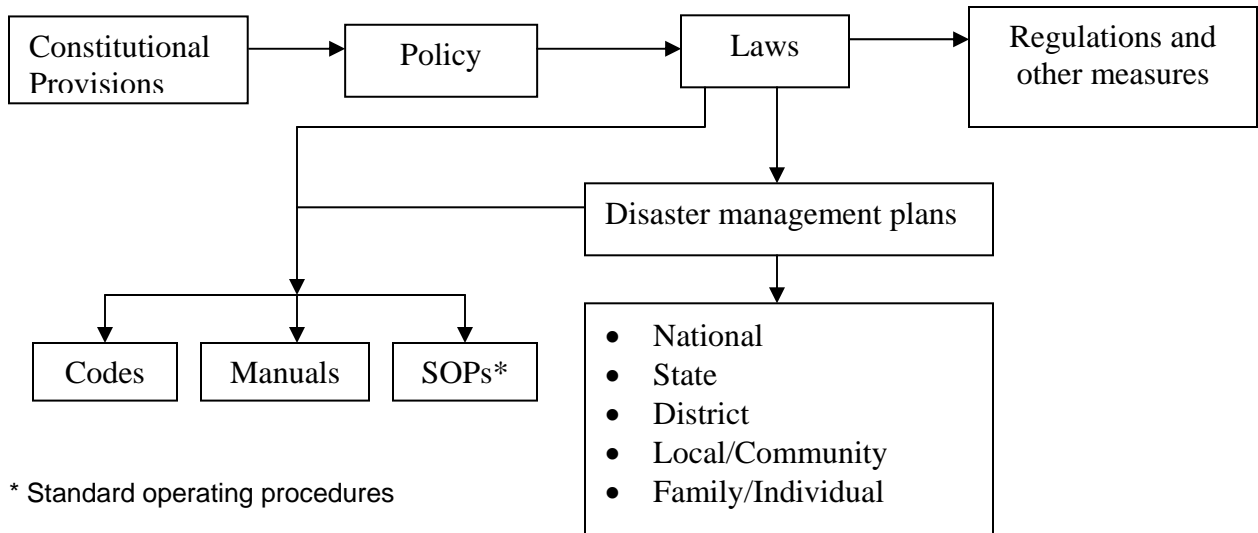 Constitutional
Provisions
Policy
Laws
Regulations and
other measures
Disaster management plans
Codes
Manuals
SOPs*
• National
• State
• District
• Local/Community
• Family/Individual
* Standard operating procedures